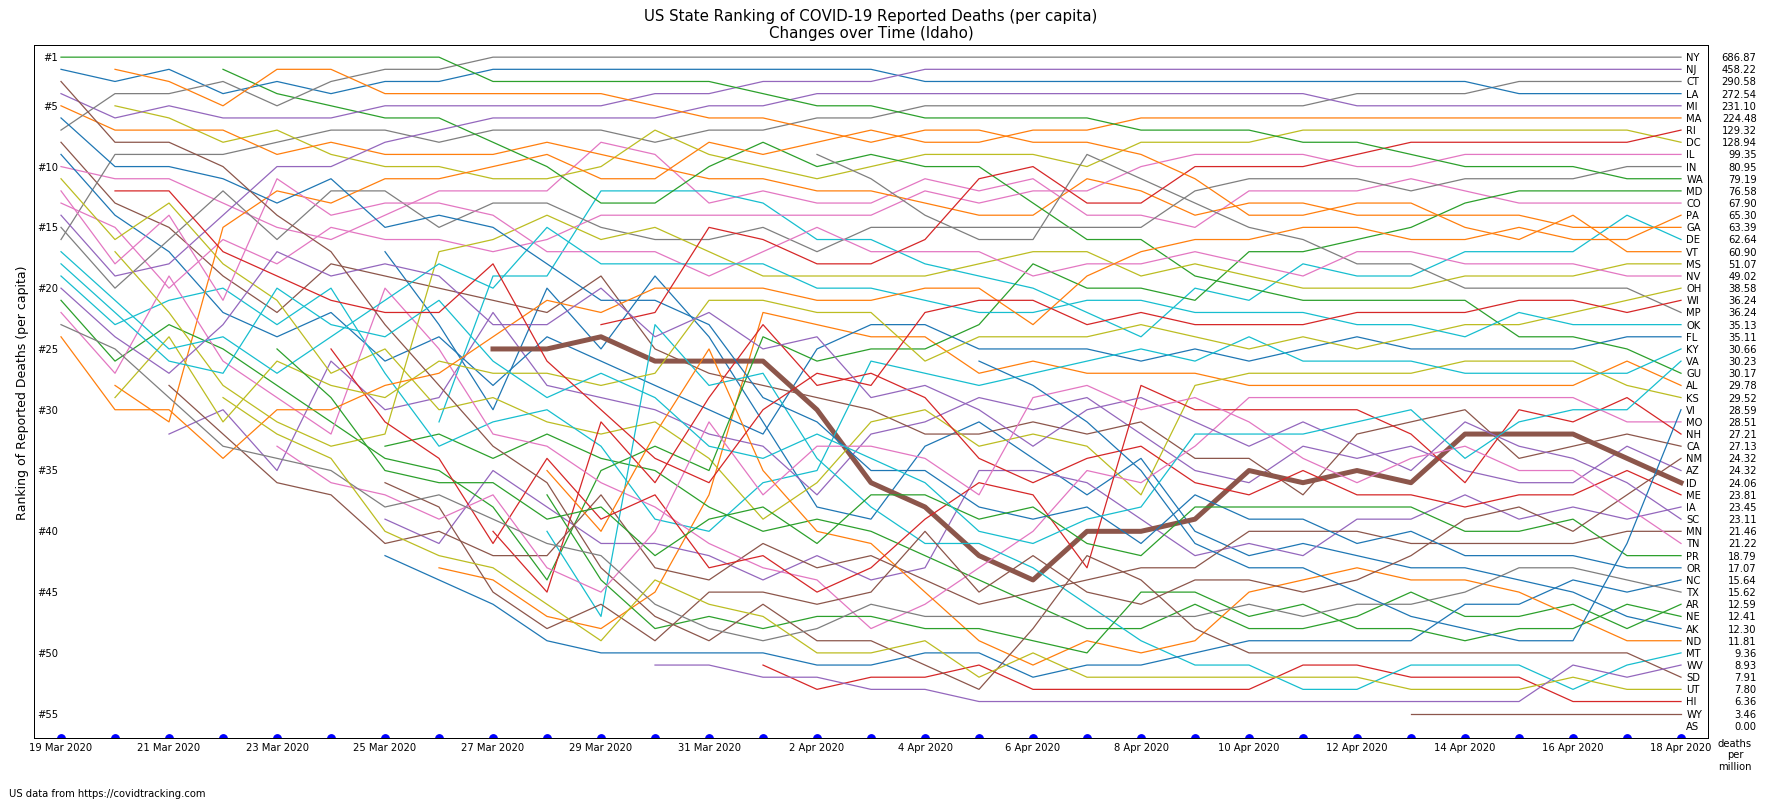 US State Ranking of COVID-19 Reported Deaths (per capita)
Changes over Time (Idaho)
Ranking of Reported Deaths (per capita)
#1
#5
#10
#15
#20
#25
#30
#35
#40
#45
#50
#55
NY 686.87
NJ 458.22
CT 290.58
LA 272.54
MI 231.10
MA 224.48
RI 129.32
DC 128.94
IL 99.35
IN 80.95
WA 79.19
MD 76.58
CO 67.90
PA 65.30
GA 63.39
DE 62.64
VT 60.90
MS 51.07
NV 49.02
OH 38.58
WI 36.24
MP 36.24
OK 35.13
FL 35.11
KY 30.66
VA 30.23
GU 30.17
AL 29.78
KS 29.52
VI 28.59
MO 28.51
NH 27.21
CA 27.13
NM 24.32
AZ 24.32
ID 24.06
ME 23.81
IA 23.45
SC 23.11
MN 21.46
TN 21.22
PR 18.79
OR 17.07
NC 15.64
TX 15.62
AR 12.59
NE 12.41
AK 12.30
ND 11.81
MT 9.36
WV 8.93
SD 7.91
UT 7.80
HI 6.36
WY 3.46
AS 0.00
19 Mar 2020 21 Mar 2020 23 Mar 2020 25 Mar 2020 27 Mar 2020 29 Mar 2020 31 Mar 2020 2 Apr 2020 4 Apr 2020 6 Apr 2020 8 Apr 2020 10 Apr 2020 12 Apr 2020 14 Apr 2020 16 Apr 2020 18 Apr 2020
deaths
per
million
US data from https://covidtracking.com